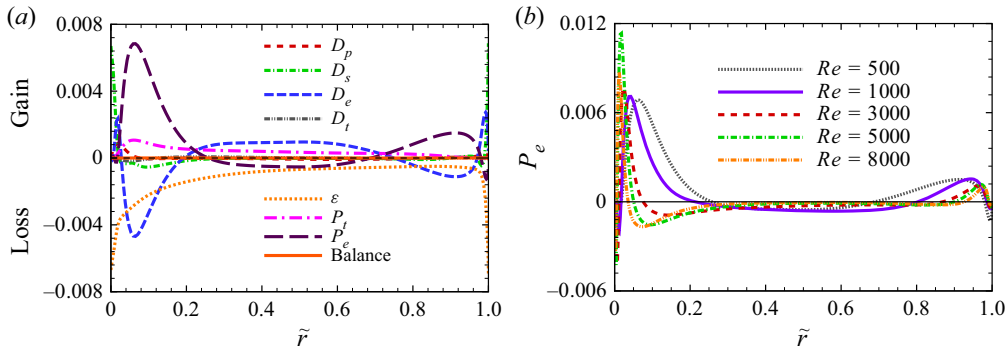 (a)
0.008
0.004
0
−0.004
−0.008
Gain
Loss
D_p
D_s
D_e
D_t
ε
P_t
P_e
Balance
0 0.2 0.4 0.6 0.8 1.0
r̃
(b)
0.012
0.006
0
−0.006
P_e
Re = 500
Re = 1000
Re = 3000
Re = 5000
Re = 8000
0 0.2 0.4 0.6 0.8 1.0
r̃